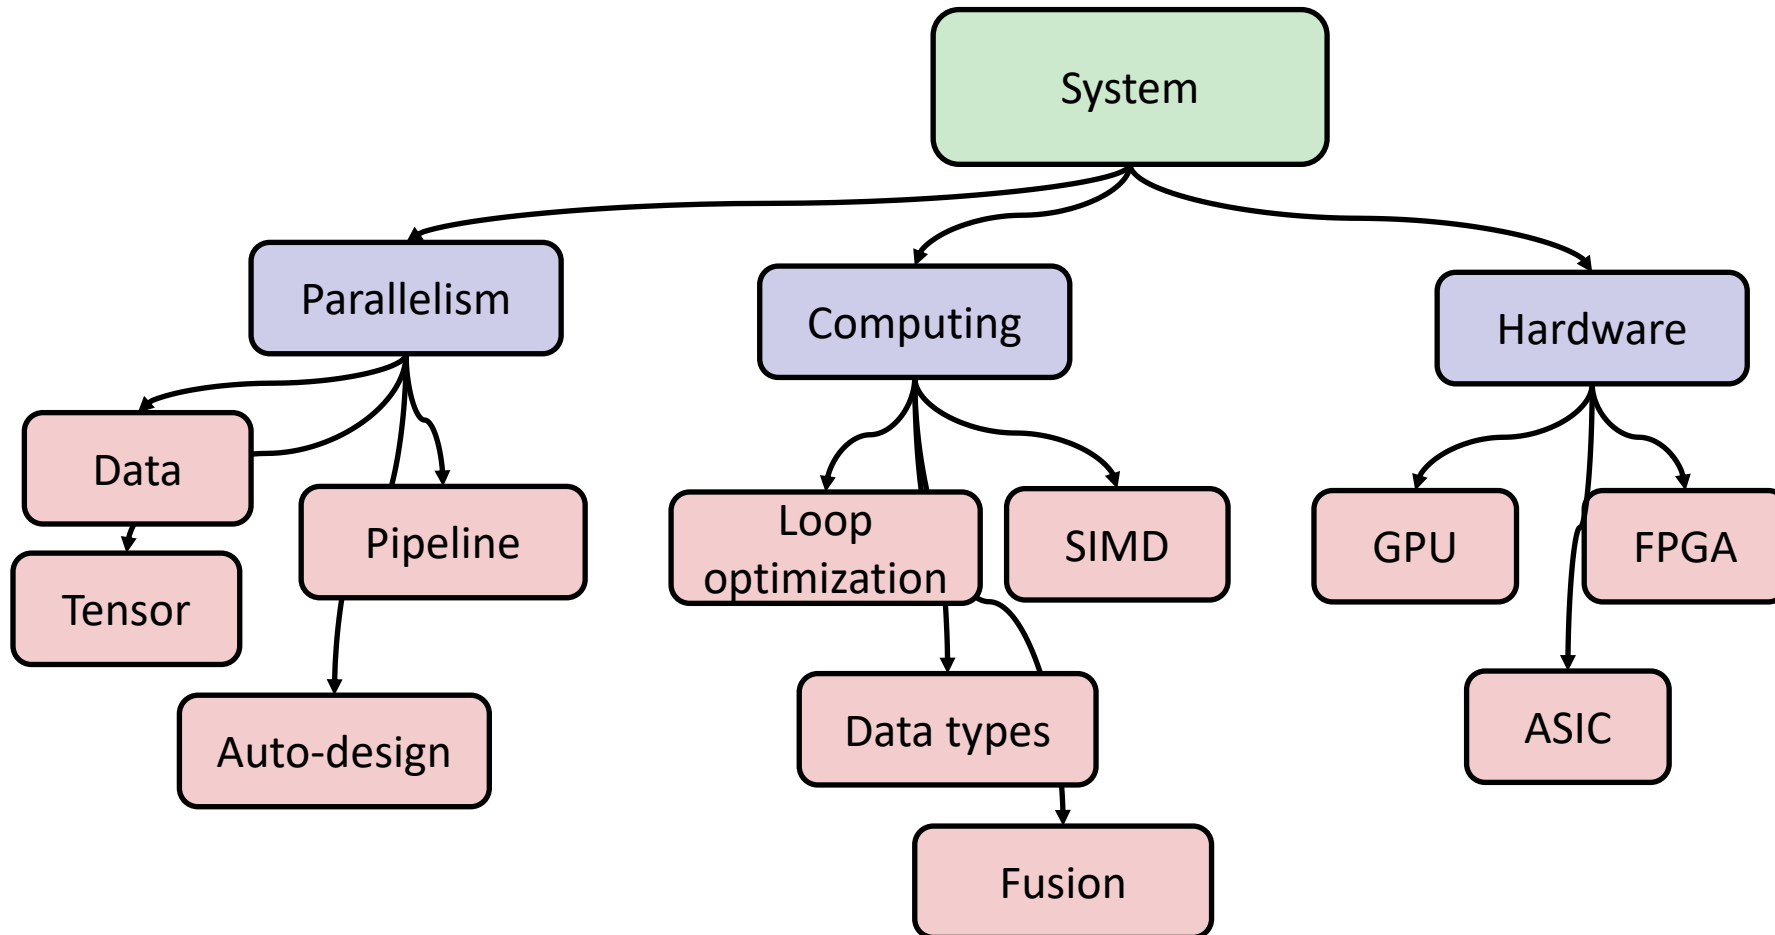 System
Parallelism
Computing
Hardware
Data
Pipeline
Tensor
Auto-design
Loop
optimization
SIMD
Data types
Fusion
GPU
FPGA
ASIC